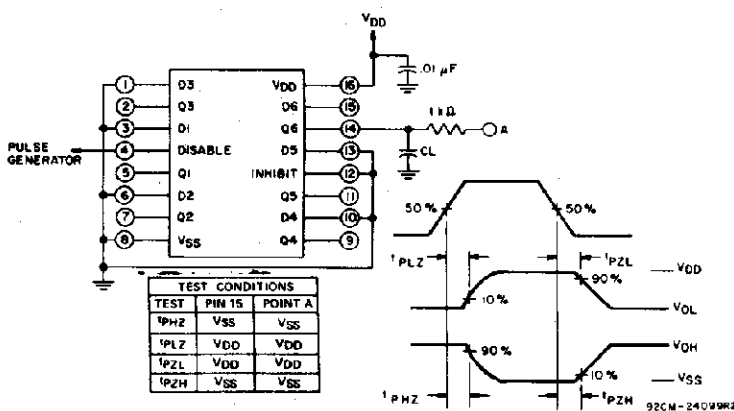 VDD
.01 µF
1 D3 VDD 16
2 Q3 D6 15
3 D1 Q6 14
1 kΩ
A
CL
PULSE GENERATOR
4 DISABLE D5 13
5 Q1 INHIBIT 12
6 D2 Q5 11
7 Q2 D4 10
8 VSS Q4 9
TEST CONDITIONS
TEST PIN 15 POINT A
tPHZ VSS VSS
tPLZ VDD VDD
tPZL VDD VDD
tPZH VSS VSS
50% 50%
tPLZ tPZL
VDD
90%
10%
VOL
VOH
90%
10%
VSS
tPHZ tPZH
92CM-24099R2